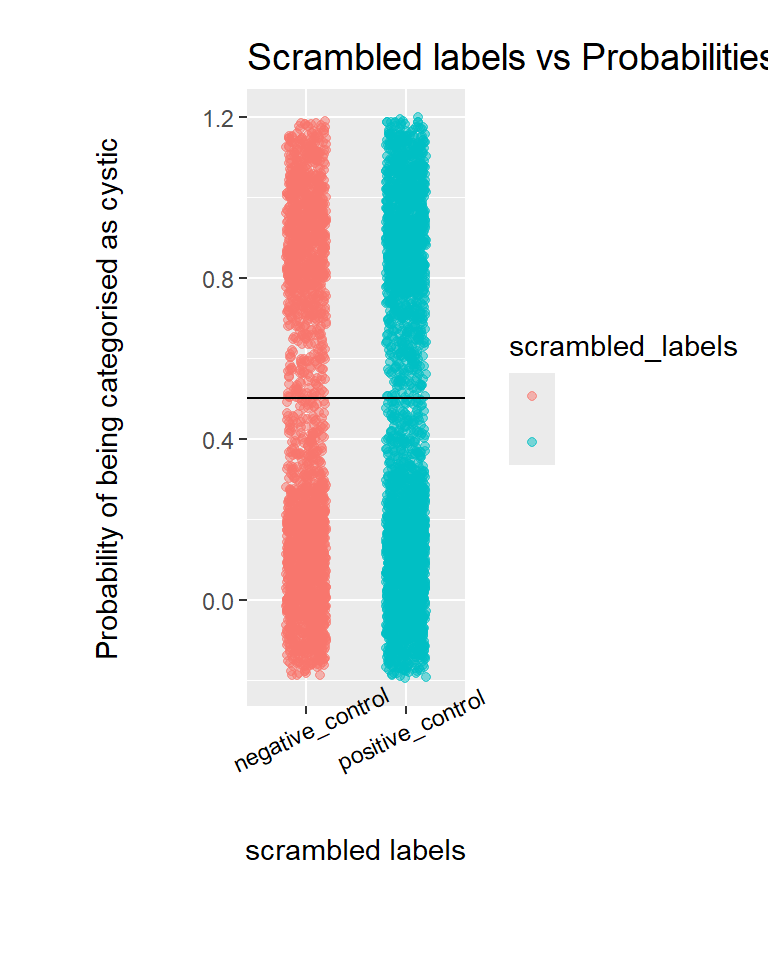 Scrambled labels vs Probabilities
Probability of being categorised as cystic
1.2
0.8
0.4
0.0
negative_control
positive_control
scrambled labels
scrambled_labels